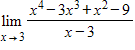 lim x→3 (x⁴−3x³+x²−9)/(x−3)